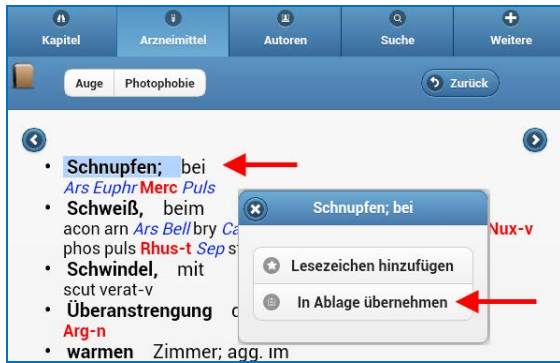 Kapitel Arzneimittel Autoren Suche Weitere
Auge Photophobie Zurück
• Schnupfen; bei
Ars Euphr Merc Puls
• Schweiß, beim
acon arn Ars Bell bry Nux-v
phos puls Rhus-t Sep
• Schwindel, mit
scut verat-v
• Überanstrengung
Arg-n
• warmen Zimmer; agg. im
Schnupfen; bei
Lesezeichen hinzufügen
In Ablage übernehmen